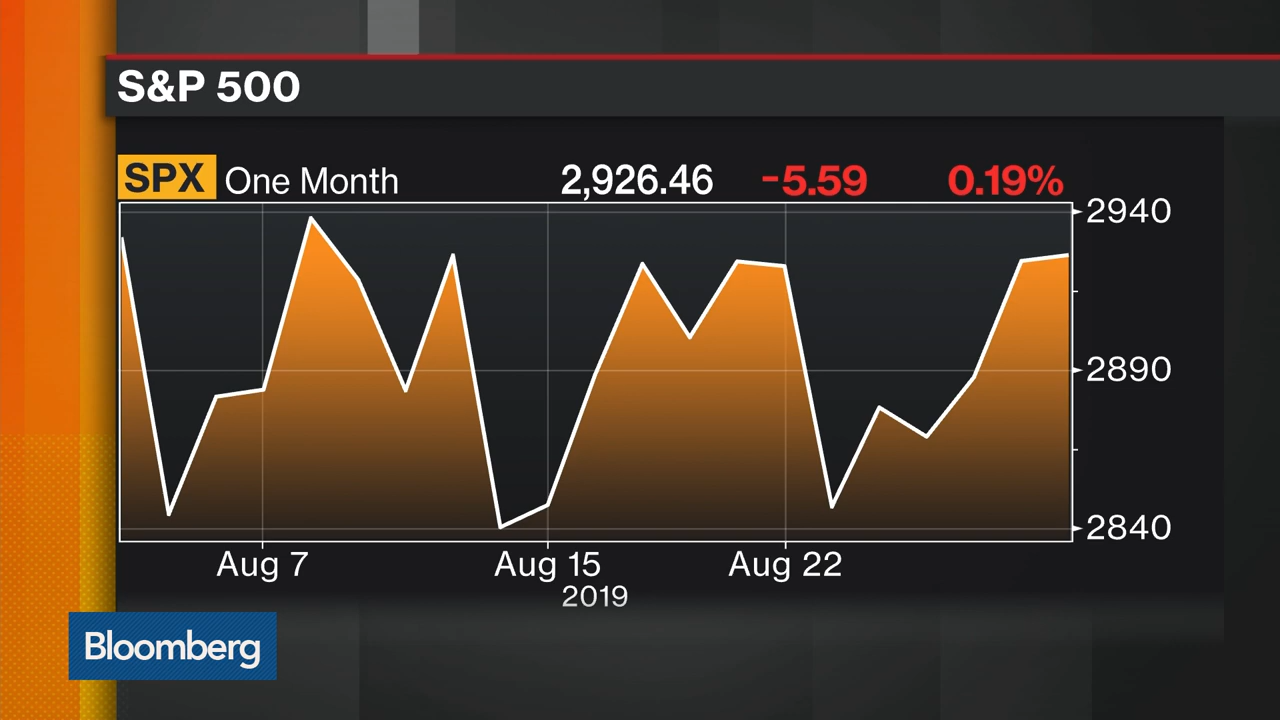 S&P 500
SPX One Month 2,926.46 -5.59 0.19%
2940
2890
2840
Aug 7 Aug 15 Aug 22
2019
Bloomberg